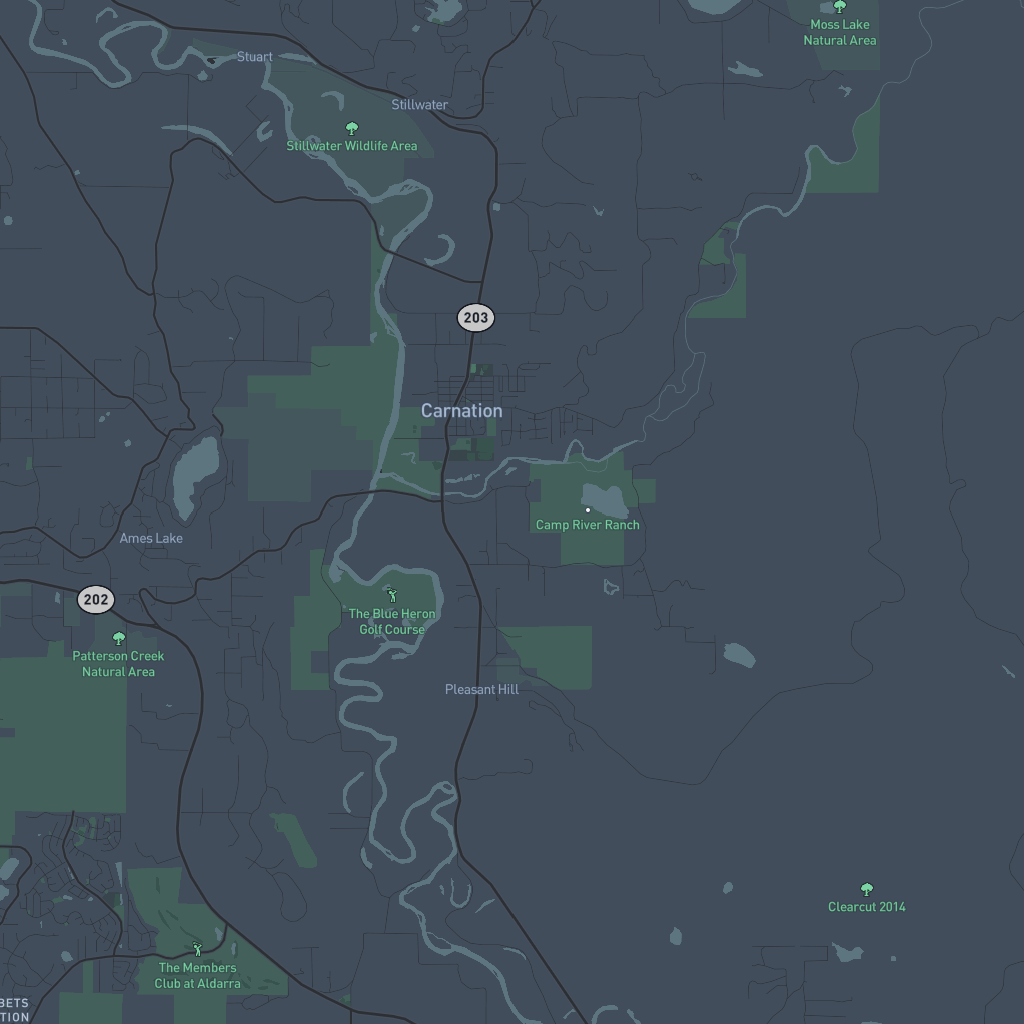 Moss Lake
Natural Area
Stuart
Stillwater
Stillwater Wildlife Area
203
Carnation
Camp River Ranch
Ames Lake
202
The Blue Heron
Golf Course
Patterson Creek
Natural Area
Pleasant Hill
Clearcut 2014
The Members
Club at Aldarra
BETS
TION